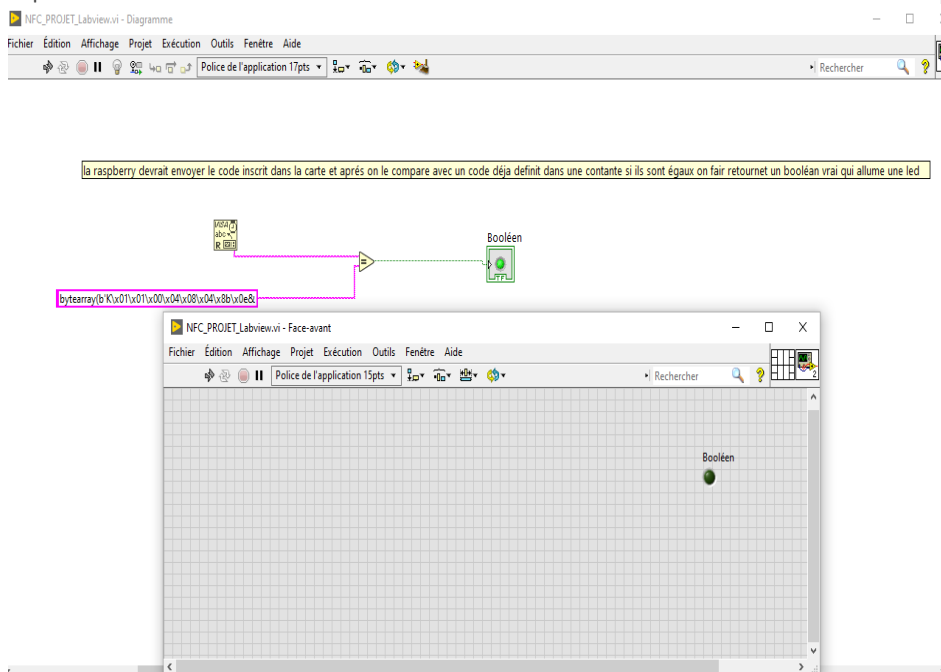 NFC_PROJET_Labview.vi - Diagramme
Fichier Édition Affichage Projet Exécution Outils Fenêtre Aide
Police de l'application 17pts Rechercher
la raspberry devrait envoyer le code inscrit dans la carte et aprés on le compare avec un code déja definit dans une contante si ils sont égaux on fair retournet un booléan vrai qui allume une led
VISA
abc
R
Booléen
TF
bytearray(b'K\x01\x01\x00\x04\x08\x04\x8b\x0e&
NFC_PROJET_Labview.vi - Face-avant
Fichier Édition Affichage Projet Exécution Outils Fenêtre Aide
Police de l'application 15pts Rechercher
2
Booléen